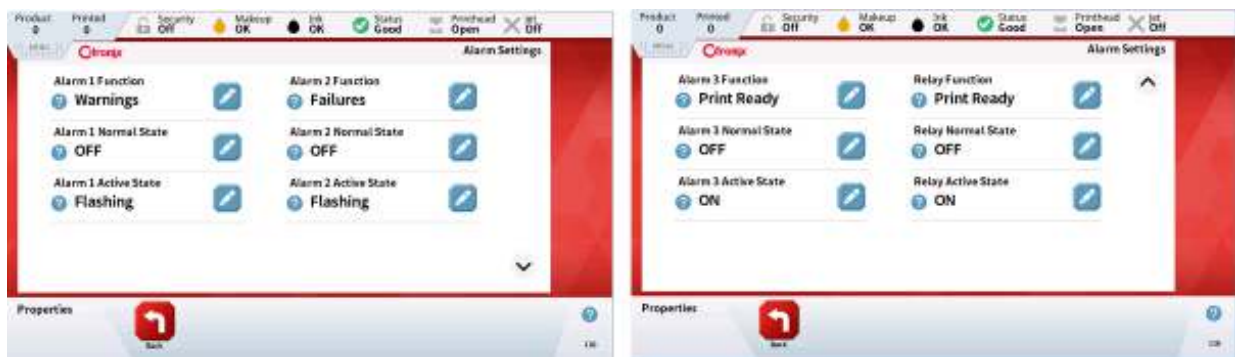 Product Printed Security Makeup Ink Status Printhead Jet
0 0 Off OK OK Good Open Off
Citronix Alarm Settings
Alarm 1 Function Alarm 2 Function
Warnings Failures
Alarm 1 Normal State Alarm 2 Normal State
OFF OFF
Alarm 1 Active State Alarm 2 Active State
Flashing Flashing
Properties
Back
Product Printed Security Makeup Ink Status Printhead Jet
0 0 Off OK OK Good Open Off
Citronix Alarm Settings
Alarm 3 Function Relay Function
Print Ready Print Ready
Alarm 3 Normal State Relay Normal State
OFF OFF
Alarm 3 Active State Relay Active State
ON ON
Properties
Back